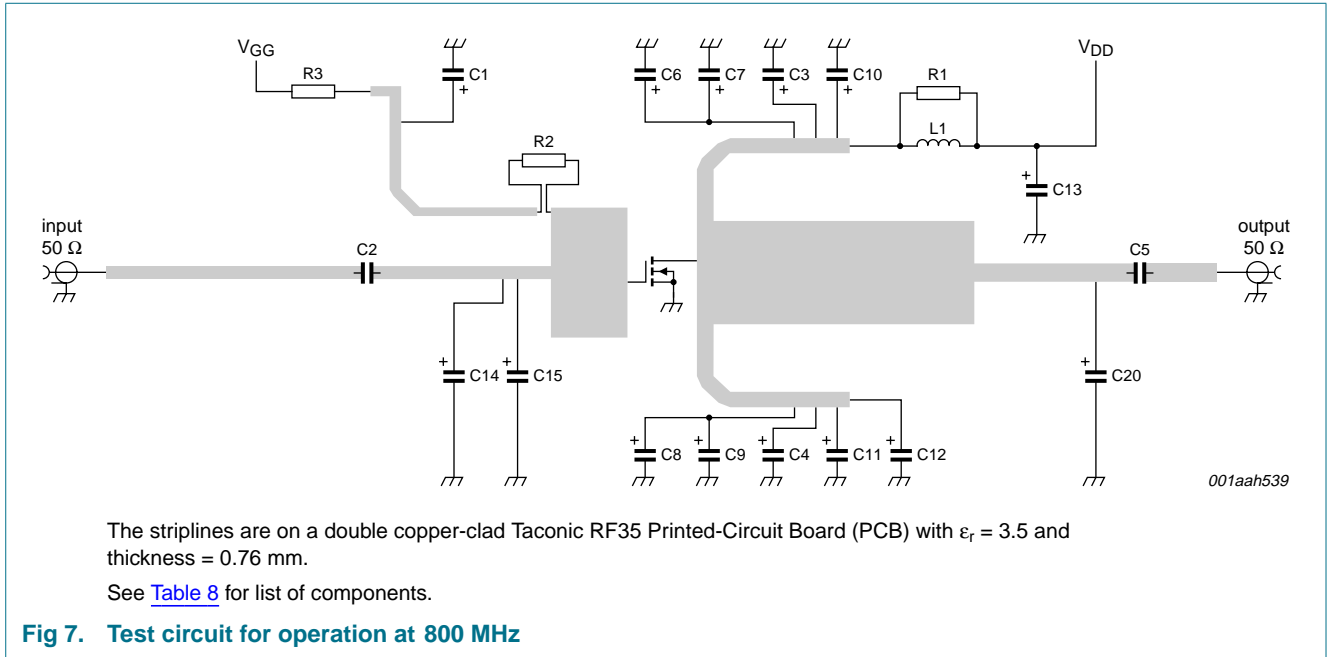 VGG
R3
C1
R2
C6
C7
C3
C10
R1
L1
VDD
C13
+
+
+
+
+
+
input
50 Ω
C2
C5
output
50 Ω
+
C14
+
C15
+
C20
+
C8
+
C9
+
C4
+
C11
+
C12
001aah539
The striplines are on a double copper-clad Taconic RF35 Printed-Circuit Board (PCB) with εr = 3.5 and
thickness = 0.76 mm.
See Table 8 for list of components.
Fig 7. Test circuit for operation at 800 MHz